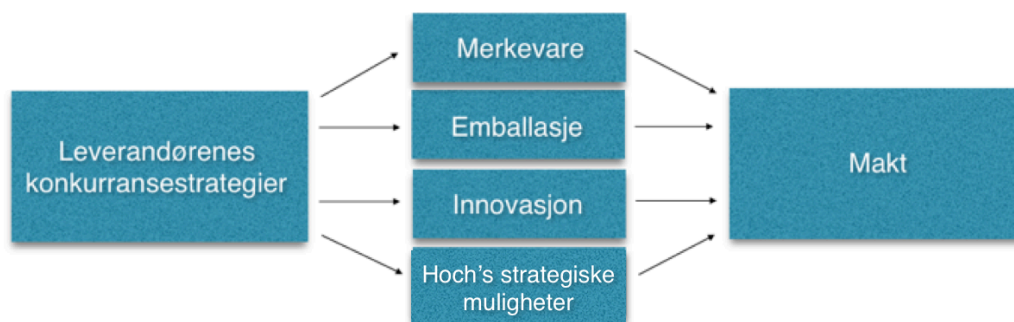 Leverandørenes
konkurransestrategier
Merkevare
Emballasje
Innovasjon
Hoch's strategiske
muligheter
Makt